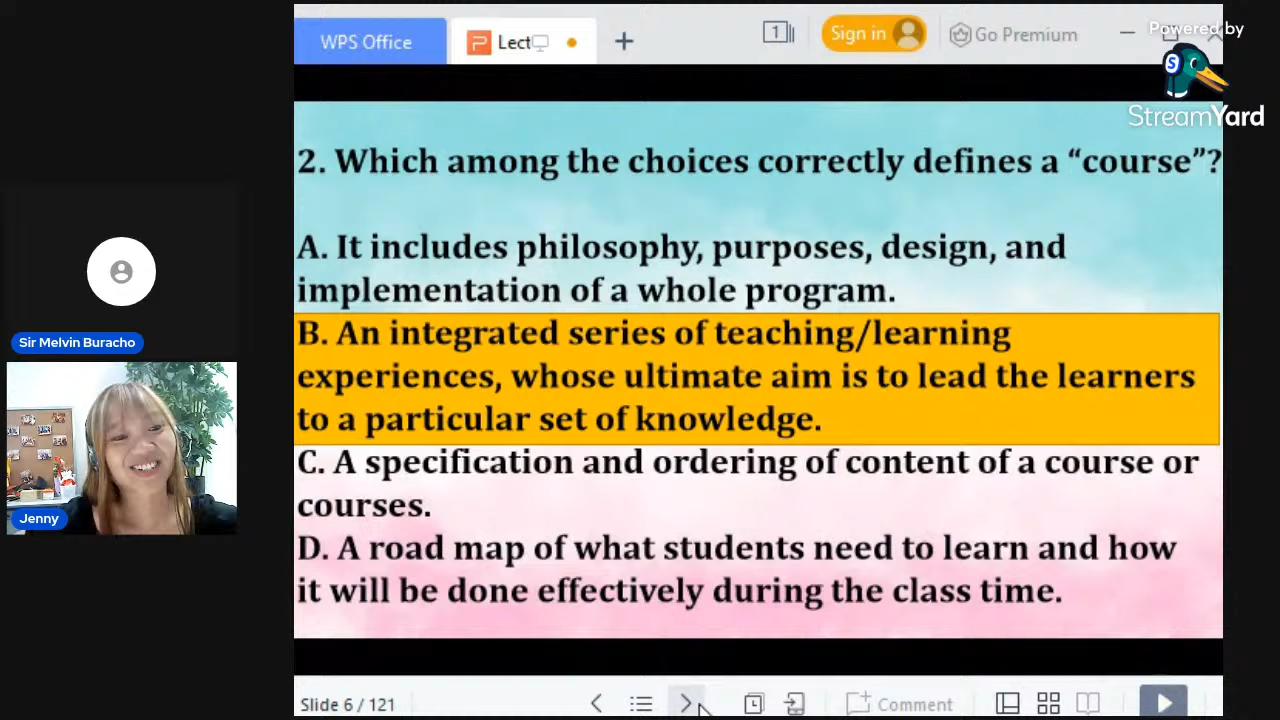 WPS Office
Lect
1
Sign in
Go Premium
Powered by
S
StreamYard
2. Which among the choices correctly defines a “course”?
A. It includes philosophy, purposes, design, and
implementation of a whole program.
B. An integrated series of teaching/learning
experiences, whose ultimate aim is to lead the learners
to a particular set of knowledge.
C. A specification and ordering of content of a course or
courses.
D. A road map of what students need to learn and how
it will be done effectively during the class time.
Sir Melvin Buracho
Jenny
Slide 6 / 121
Comment